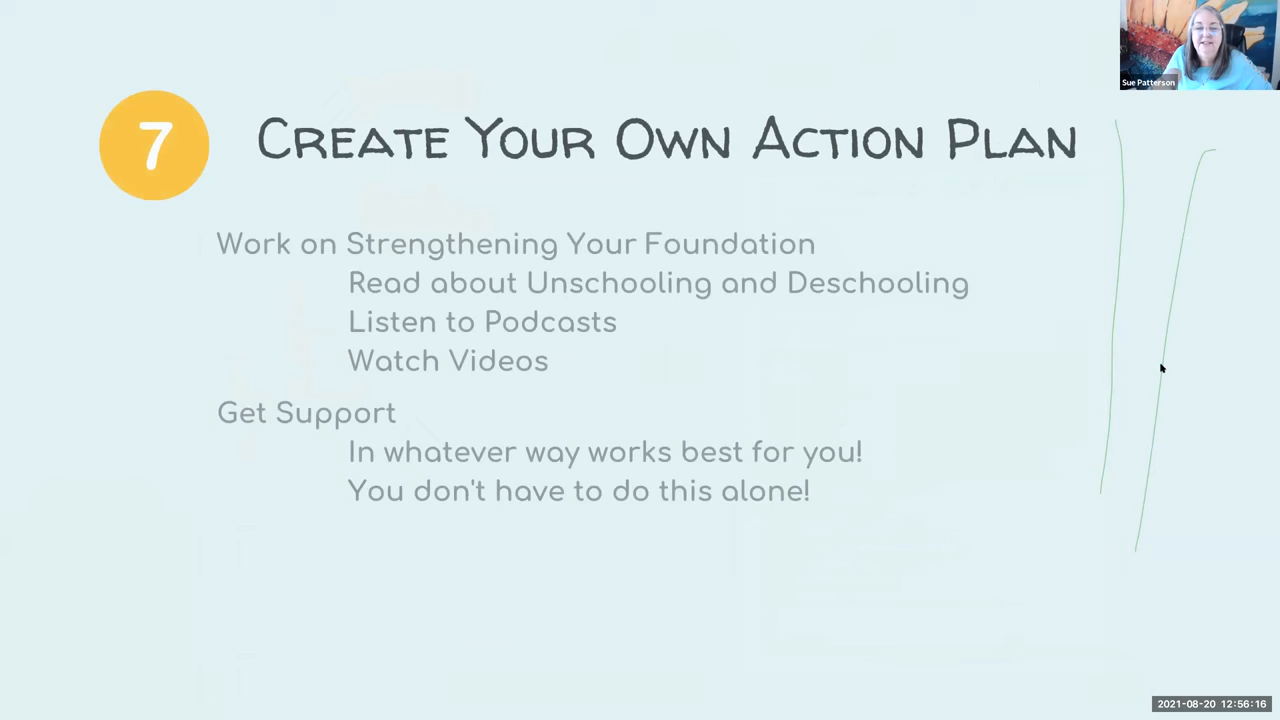 Sue Patterson
7
Create Your Own Action Plan
Work on Strengthening Your Foundation
Read about Unschooling and Deschooling
Listen to Podcasts
Watch Videos
Get Support
In whatever way works best for you!
You don't have to do this alone!
2021-08-20 12:56:16